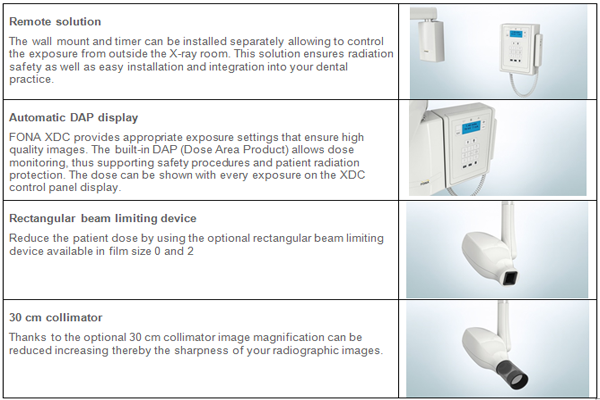 Remote solution
The wall mount and timer can be installed separately allowing to control
the exposure from outside the X-ray room. This solution ensures radiation
safety as well as easy installation and integration into your dental
practice.
Automatic DAP display
FONA XDC provides appropriate exposure settings that ensure high
quality images. The built-in DAP (Dose Area Product) allows dose
monitoring, thus supporting safety procedures and patient radiation
protection. The dose can be shown with every exposure on the XDC
control panel display.
FONA
Rectangular beam limiting device
Reduce the patient dose by using the optional rectangular beam limiting
device available in film size 0 and 2
30 cm collimator
Thanks to the optional 30 cm collimator image magnification can be
reduced increasing thereby the sharpness of your radiographic images.